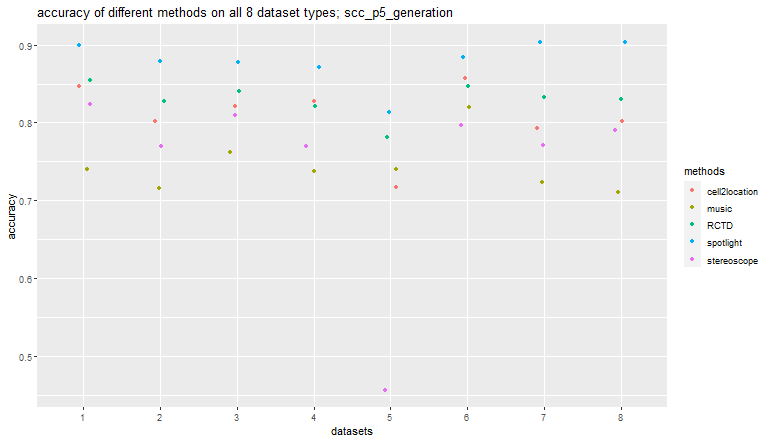 accuracy of different methods on all 8 dataset types; scc_p5_generation
0.9
0.8
0.7
0.6
0.5
accuracy
1 2 3 4 5 6 7 8
datasets
methods
cell2location
music
RCTD
spotlight
stereoscope